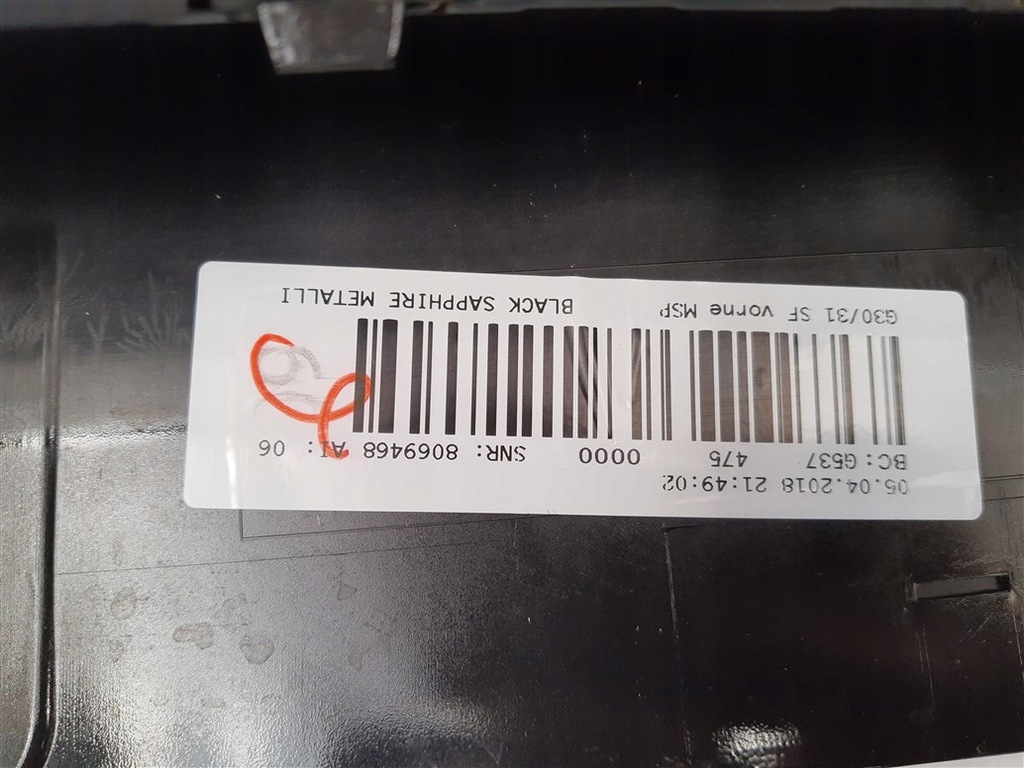 05.04.2018 21:49:02
BC: G537 475 0000 SNR: 8069468 AI: 06
G30/31 SF vorne MSP BLACK SAPPHIRE METALLI